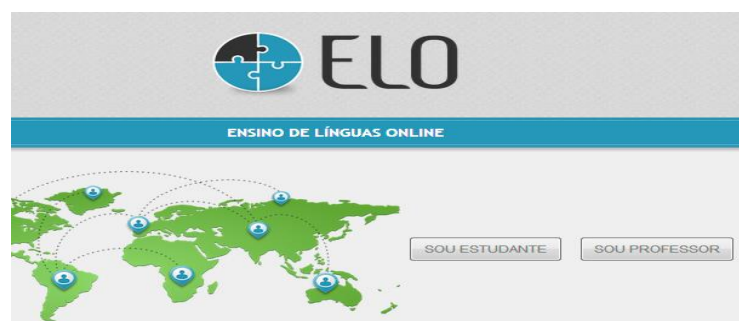 ELO
ENSINO DE LÍNGUAS ONLINE
SOU ESTUDANTE
SOU PROFESSOR